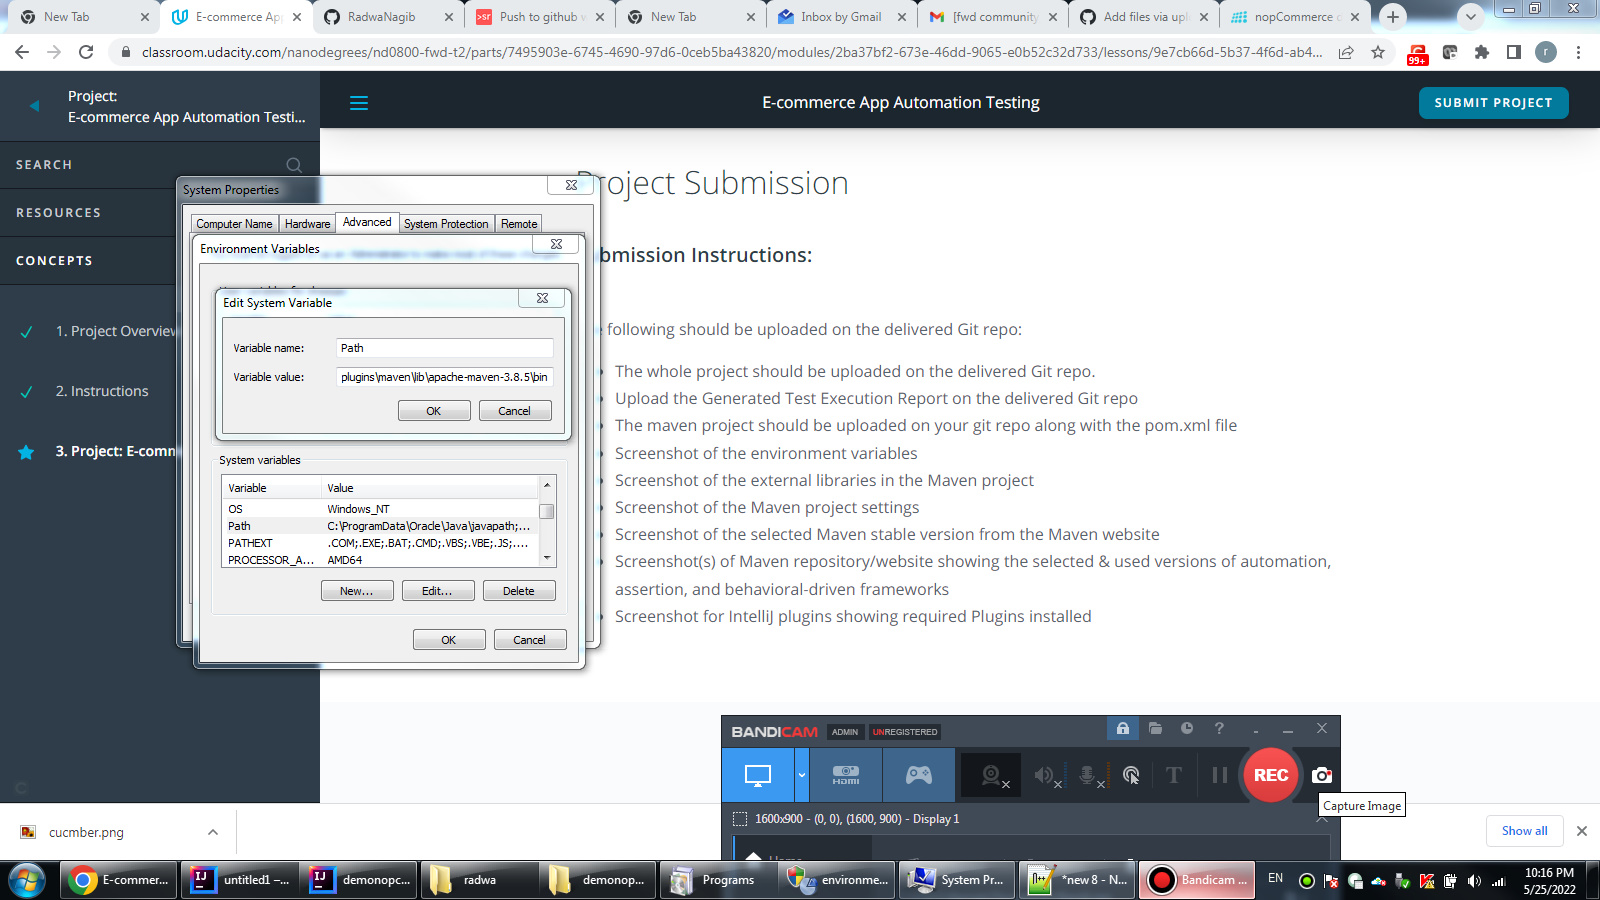 New Tab
E-commerce App
RadwaNagib
Push to github w
New Tab
Inbox by Gmail
[fwd community
Add files via uplo
nopCommerce d
classroom.udacity.com/nanodegrees/nd0800-fwd-t2/parts/7495903e-6745-4690-97d6-0ceb5ba43820/modules/2ba37bf2-673e-46dd-9065-e0b52c32d733/lessons/9e7cb66d-5b37-4f6d-ab4...
99+
r
Project:
E-commerce App Automation Testi...
E-commerce App Automation Testing
SUBMIT PROJECT
SEARCH
RESOURCES
CONCEPTS
1. Project Overview
2. Instructions
3. Project: E-comm
Project Submission
bmission Instructions:
following should be uploaded on the delivered Git repo:
The whole project should be uploaded on the delivered Git repo.
Upload the Generated Test Execution Report on the delivered Git repo
The maven project should be uploaded on your git repo along with the pom.xml file
Screenshot of the environment variables
Screenshot of the external libraries in the Maven project
Screenshot of the Maven project settings
Screenshot of the selected Maven stable version from the Maven website
Screenshot(s) of Maven repository/website showing the selected & used versions of automation,
assertion, and behavioral-driven frameworks
Screenshot for IntelliJ plugins showing required Plugins installed
System Properties
Computer Name
Hardware
Advanced
System Protection
Remote
Environment Variables
Edit System Variable
Variable name:
Path
Variable value:
plugins\maven\lib\apache-maven-3.8.5\bin
OK
Cancel
System variables
Variable
Value
OS
Windows_NT
Path
C:\ProgramData\Oracle\Java\javapath;...
PATHEXT
.COM;.EXE;.BAT;.CMD;.VBS;.VBE;.JS;....
PROCESSOR_A...
AMD64
New...
Edit...
Delete
OK
Cancel
BANDICAM
ADMIN
UNREGISTERED
HDMI
T
REC
Capture Image
1600x900 - (0, 0), (1600, 900) - Display 1
Home
cucmber.png
Show all
E-commer...
untitled1 –...
demonopc...
radwa
demonop...
Programs
environme...
System Pr...
*new 8 - N...
Bandicam ...
EN
10:16 PM
5/25/2022